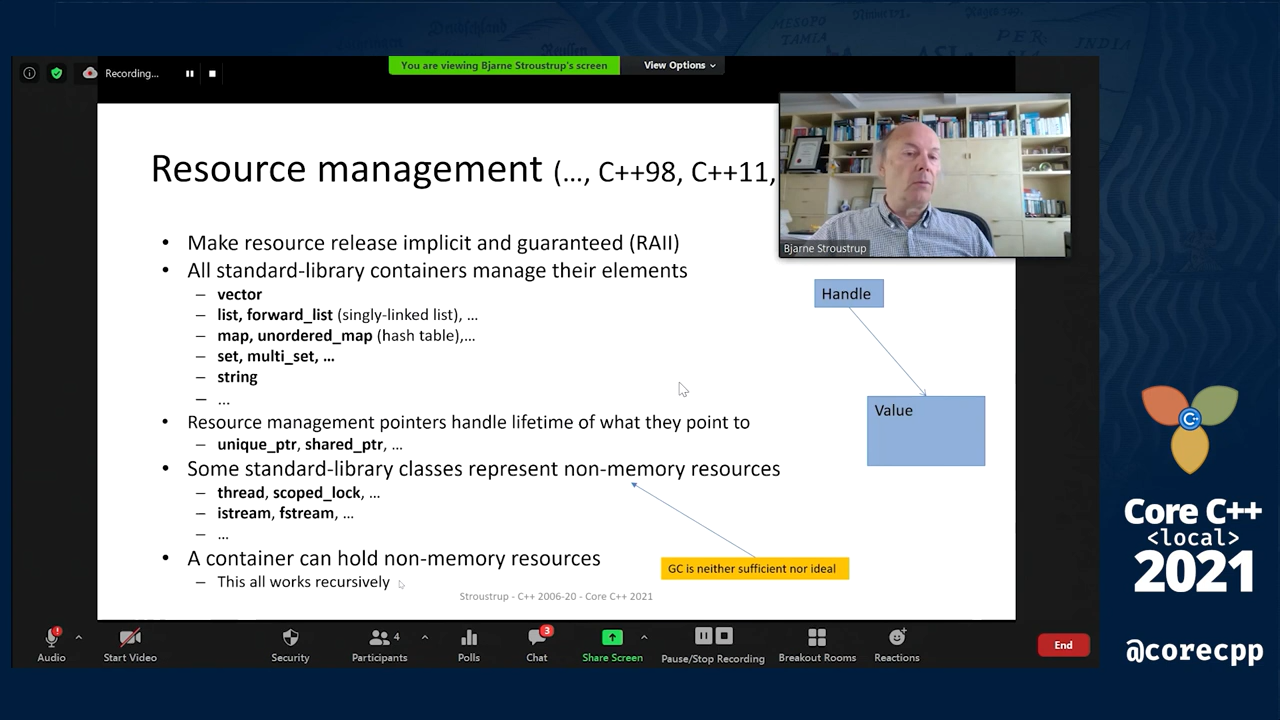 MESOPO
TAMIA
PER
INDIA
Recording...
You are viewing Bjarne Stroustrup's screen
View Options
Resource management (…, C++98, C++11,
Bjarne Stroustrup
• Make resource release implicit and guaranteed (RAII)
• All standard-library containers manage their elements
– vector
– list, forward_list (singly-linked list), …
– map, unordered_map (hash table),…
– set, multi_set, …
– string
– …
Handle
Value
• Resource management pointers handle lifetime of what they point to
– unique_ptr, shared_ptr, …
• Some standard-library classes represent non-memory resources
– thread, scoped_lock, …
– istream, fstream, …
– …
• A container can hold non-memory resources
– This all works recursively
GC is neither sufficient nor ideal
Stroustrup - C++ 2006-20 - Core C++ 2021
Audio
Start Video
Security
Participants 4
Polls
Chat 3
Share Screen
Pause/Stop Recording
Breakout Rooms
Reactions
End
C++
Core C++
<local>
2021
@corecpp